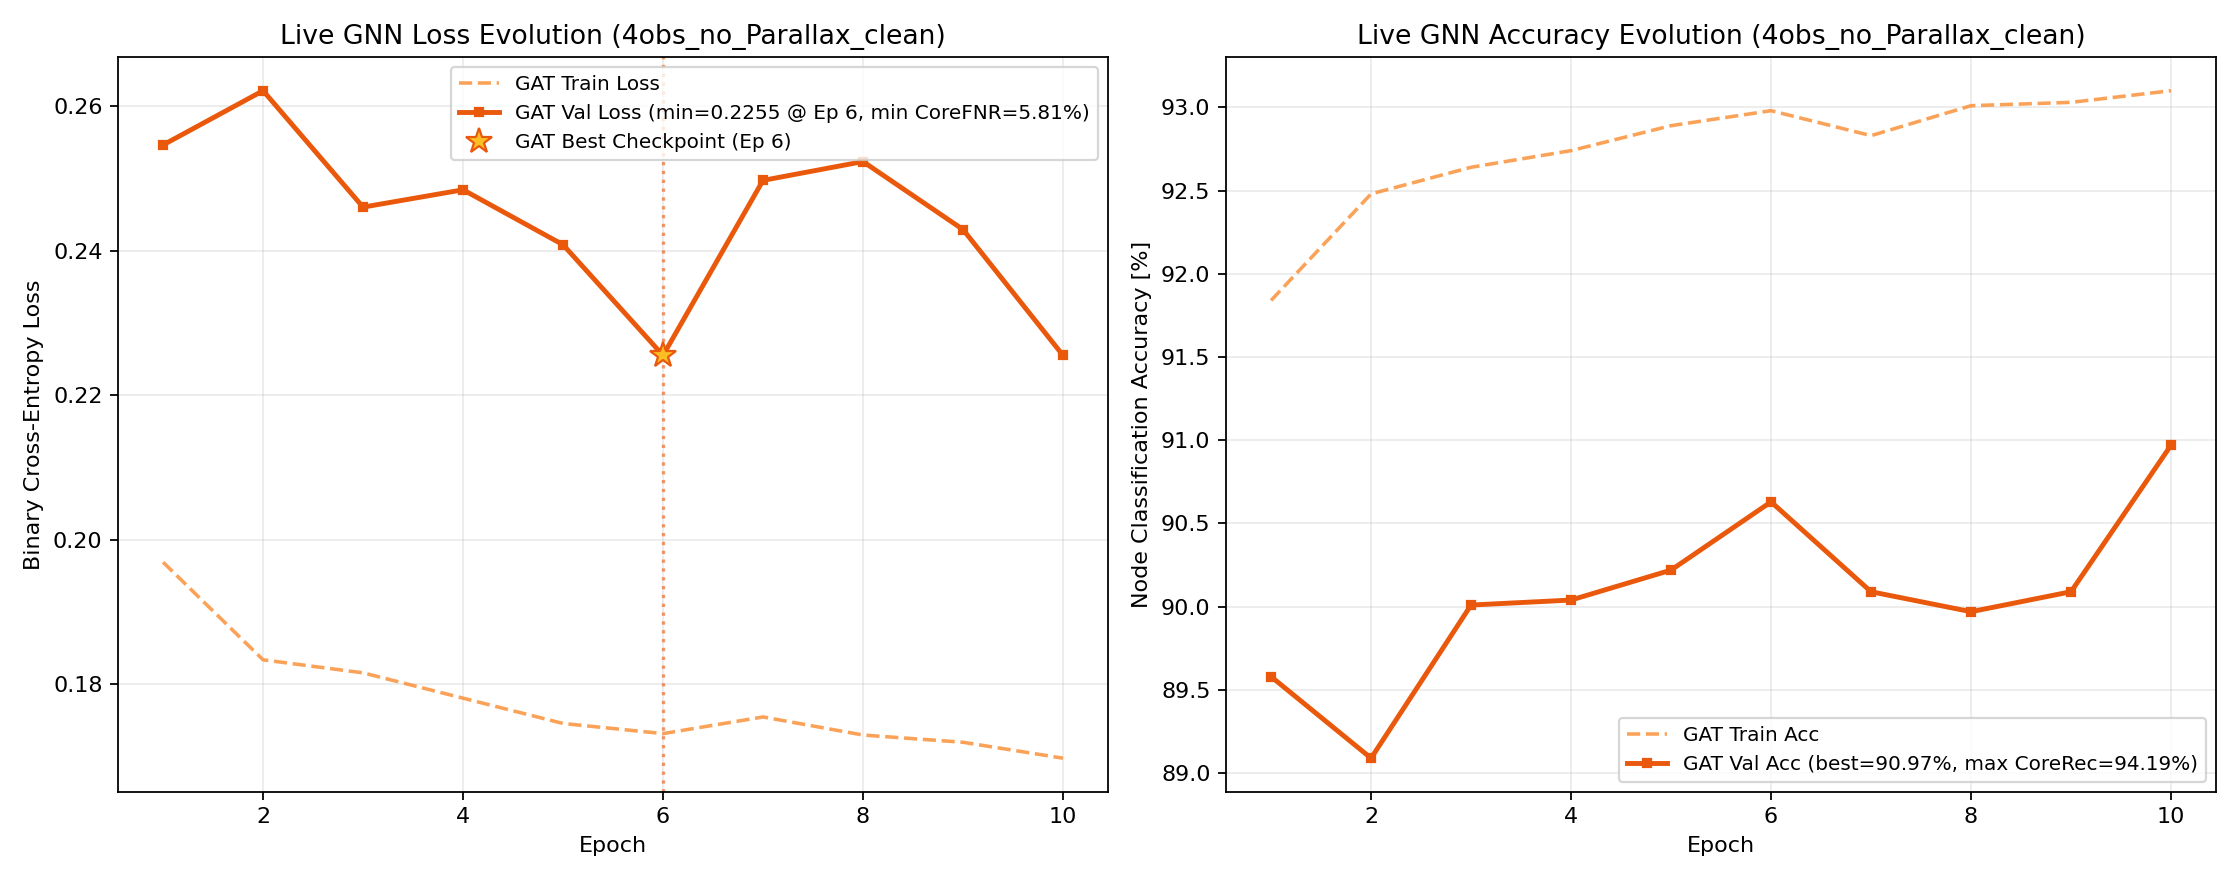 Live GNN Loss Evolution (4obs_no_Parallax_clean)
GAT Train Loss
GAT Val Loss (min=0.2255 @ Ep 6, min CoreFNR=5.81%)
GAT Best Checkpoint (Ep 6)
Binary Cross-Entropy Loss
0.26
0.24
0.22
0.20
0.18
2
4
6
8
10
Epoch
Live GNN Accuracy Evolution (4obs_no_Parallax_clean)
Node Classification Accuracy [%]
93.0
92.5
92.0
91.5
91.0
90.5
90.0
89.5
89.0
GAT Train Acc
GAT Val Acc (best=90.97%, max CoreRec=94.19%)
2
4
6
8
10
Epoch